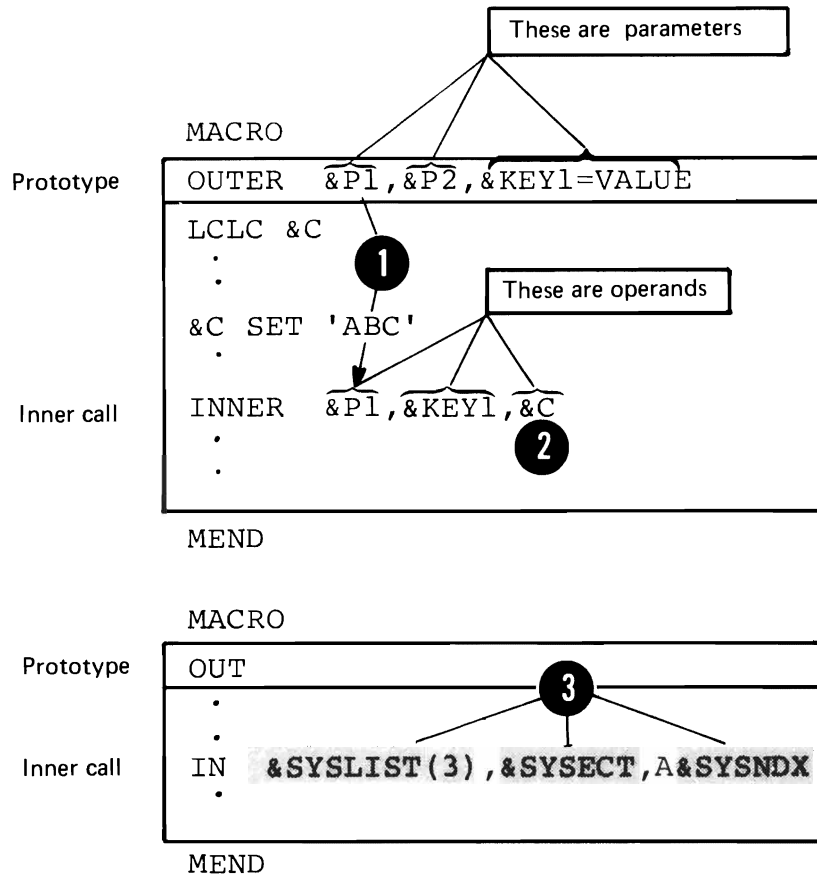 These are parameters
MACRO
Prototype OUTER &P1,&P2,&KEY1=VALUE
LCLC &C
.
.
1
These are operands
&C SET 'ABC'
.
Inner call INNER &P1,&KEY1,&C
2
.
.
MEND
MACRO
Prototype OUT
3
.
.
Inner call IN &SYSLIST(3),&SYSECT,A&SYSNDX
.
MEND